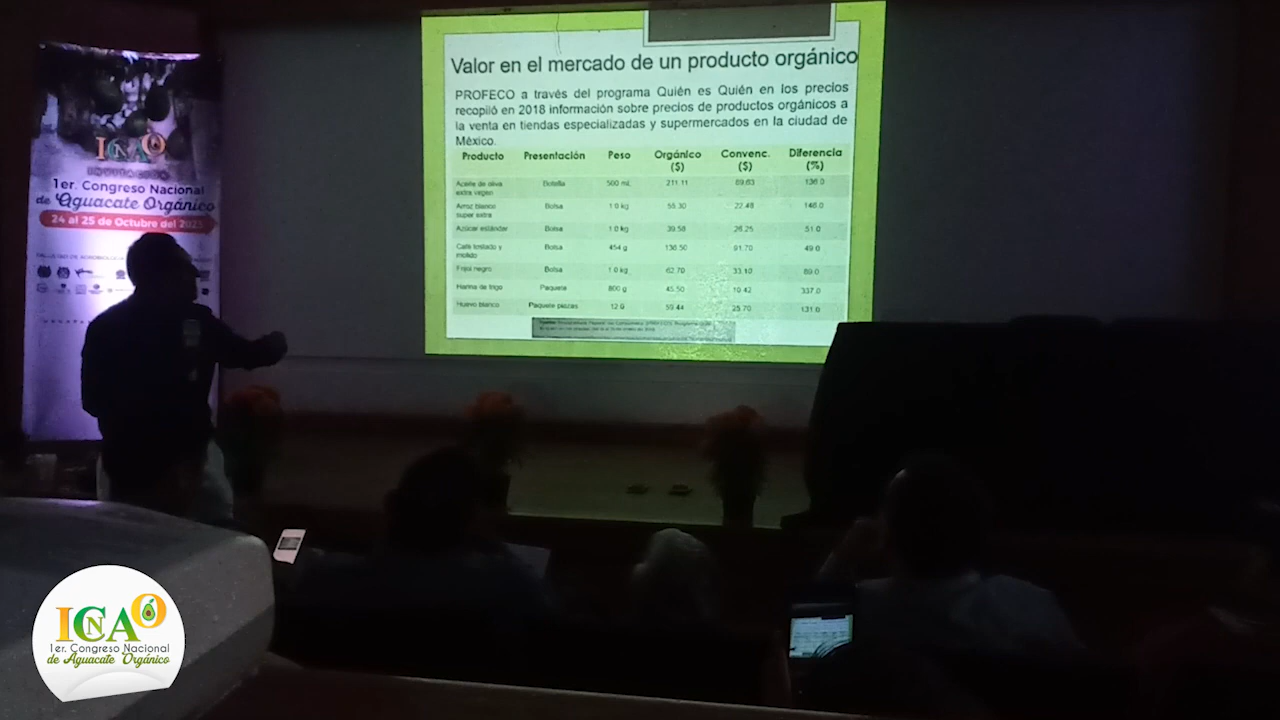 Valor en el mercado de un producto orgánico
PROFECO a través del programa Quién es Quién en los precios
recopiló en 2018 información sobre precios de productos orgánicos a
la venta en tiendas especializadas y supermercados en la ciudad de
México.
Producto Presentación Peso Orgánico ($) Convenc. ($) Diferencia (%)
Aceite de oliva extra virgen Botella 500 mL 211.11 89.63 136.0
Arroz blanco super extra Bolsa 1.0 kg 55.30 22.48 146.0
Azúcar estándar Bolsa 1.0 kg 39.58 26.25 51.0
Café tostado y molido Bolsa 454 g 136.50 91.70 49.0
Frijol negro Bolsa 1.0 kg 62.70 33.10 89.0
Harina de trigo Paquete 800 g 45.50 10.42 337.0
Huevo blanco Paquete piezas 12.0 59.44 25.70 131.0
ICNAO
INVITACIÓN
1er. Congreso Nacional
de Aguacate Orgánico
24 al 25 de Octubre del
ICNAO
1er. Congreso Nacional
de Aguacate Orgánico